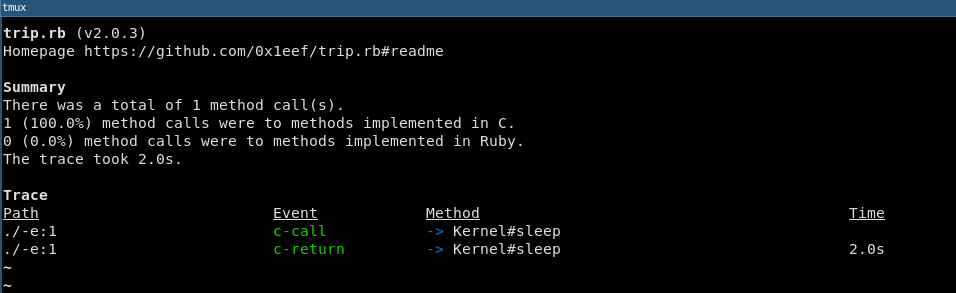 tmux
trip.rb (v2.0.3)
Homepage https://github.com/0x1eef/trip.rb#readme
Summary
There was a total of 1 method call(s).
1 (100.0%) method calls were to methods implemented in C.
0 (0.0%) method calls were to methods implemented in Ruby.
The trace took 2.0s.
Trace
Path Event Method Time
./-e:1 c-call -> Kernel#sleep
./-e:1 c-return -> Kernel#sleep 2.0s
~
~